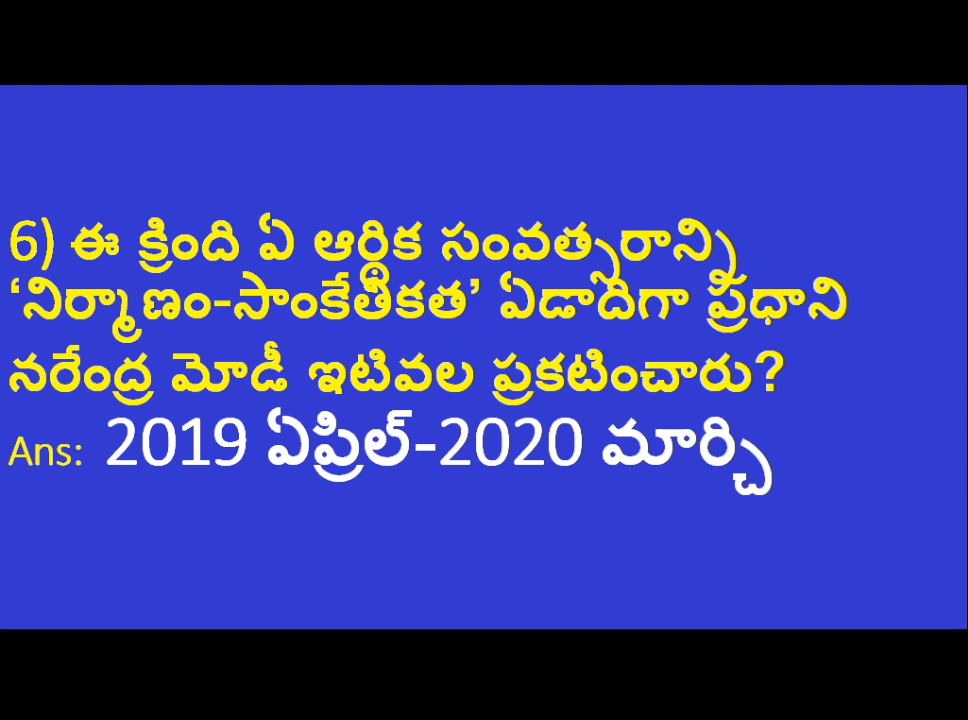 6) ఈ క్రింది ఏ ఆర్థిక సంవత్సరాన్ని
‘నిర్మాణం-సాంకేతికత’ ఏడాదిగా ప్రధాని
నరేంద్ర మోడీ ఇటివల ప్రకటించారు?
Ans: 2019 ఏప్రిల్-2020 మార్చి